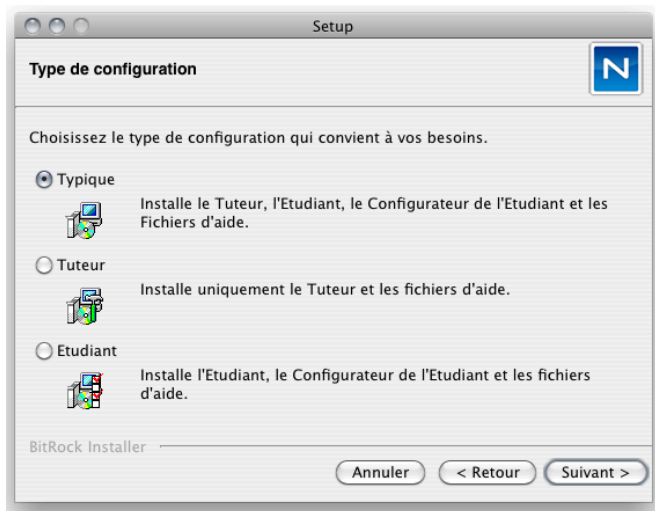 Setup
Type de configuration
N
Choisissez le type de configuration qui convient à vos besoins.
Typique
Installe le Tuteur, l'Etudiant, le Configurateur de l'Etudiant et les
Fichiers d'aide.
Tuteur
Installe uniquement le Tuteur et les fichiers d'aide.
Etudiant
Installe l'Etudiant, le Configurateur de l'Etudiant et les fichiers
d'aide.
BitRock Installer
Annuler < Retour Suivant >